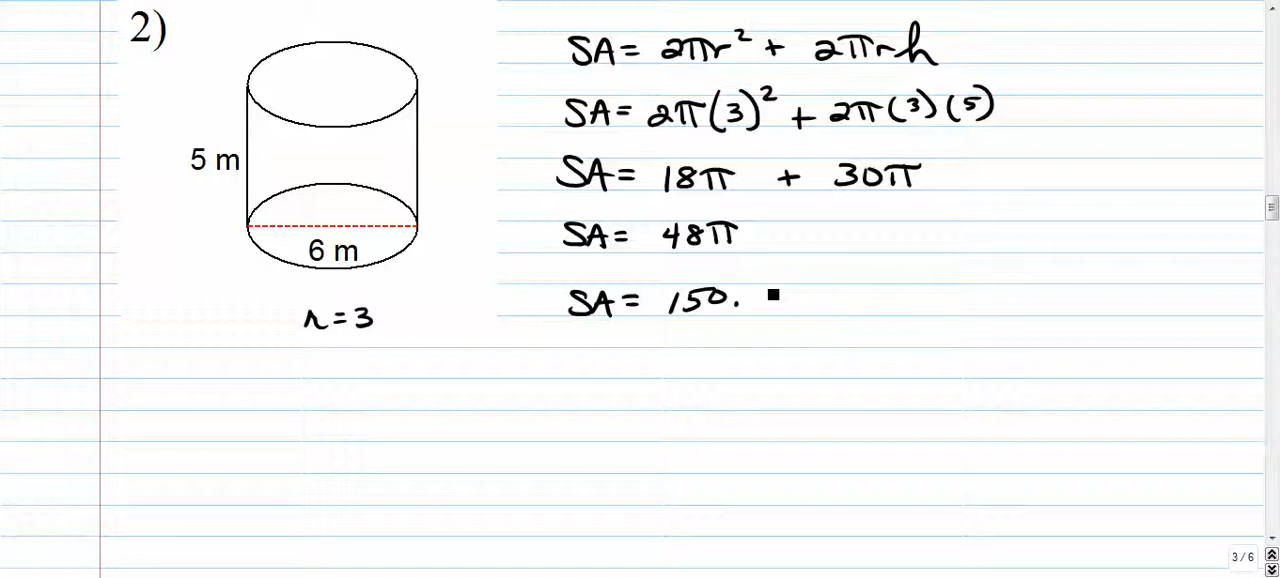 2)
SA = 2πr² + 2πrh
SA = 2π(3)² + 2π(3)(5)
5 m
SA = 18π + 30π
SA = 48π
6 m
SA = 150.
r = 3
3 / 6